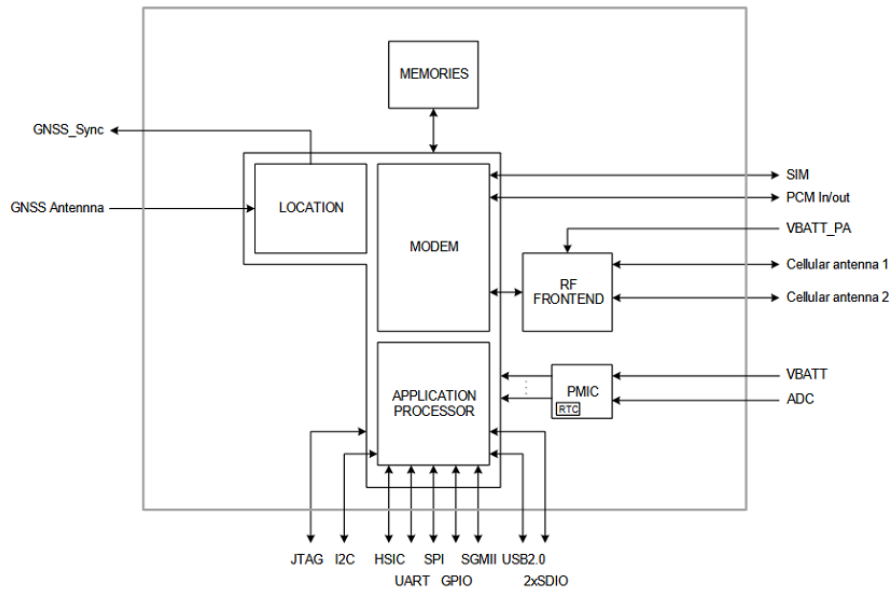 MEMORIES
GNSS_Sync
GNSS Antennna
LOCATION
MODEM
SIM
PCM In/out
VBATT_PA
RF
FRONTEND
Cellular antenna 1
Cellular antenna 2
APPLICATION
PROCESSOR
PMIC
RTC
VBATT
ADC
JTAG I2C HSIC SPI SGMII USB2.0
UART GPIO 2xSDIO